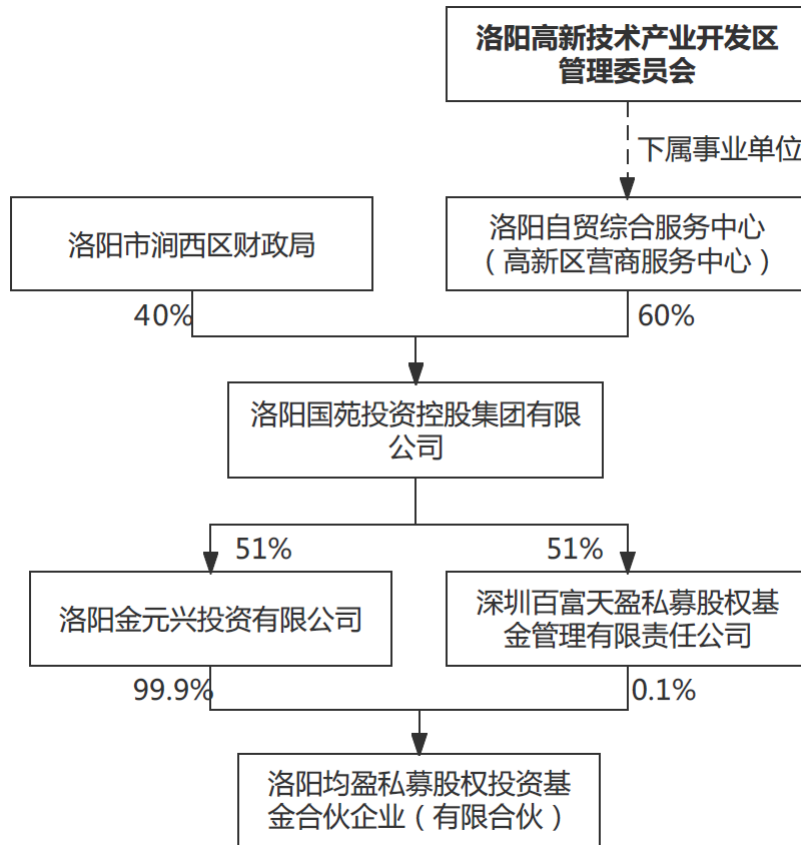 洛阳高新技术产业开发区
管理委员会
下属事业单位
洛阳市涧西区财政局
洛阳自贸综合服务中心
（高新区营商服务中心）
40%
60%
洛阳国苑投资控股集团有限
公司
51%
51%
洛阳金元兴投资有限公司
深圳百富天盈私募股权基
金管理有限责任公司
99.9%
0.1%
洛阳均盈私募股权投资基
金合伙企业（有限合伙）